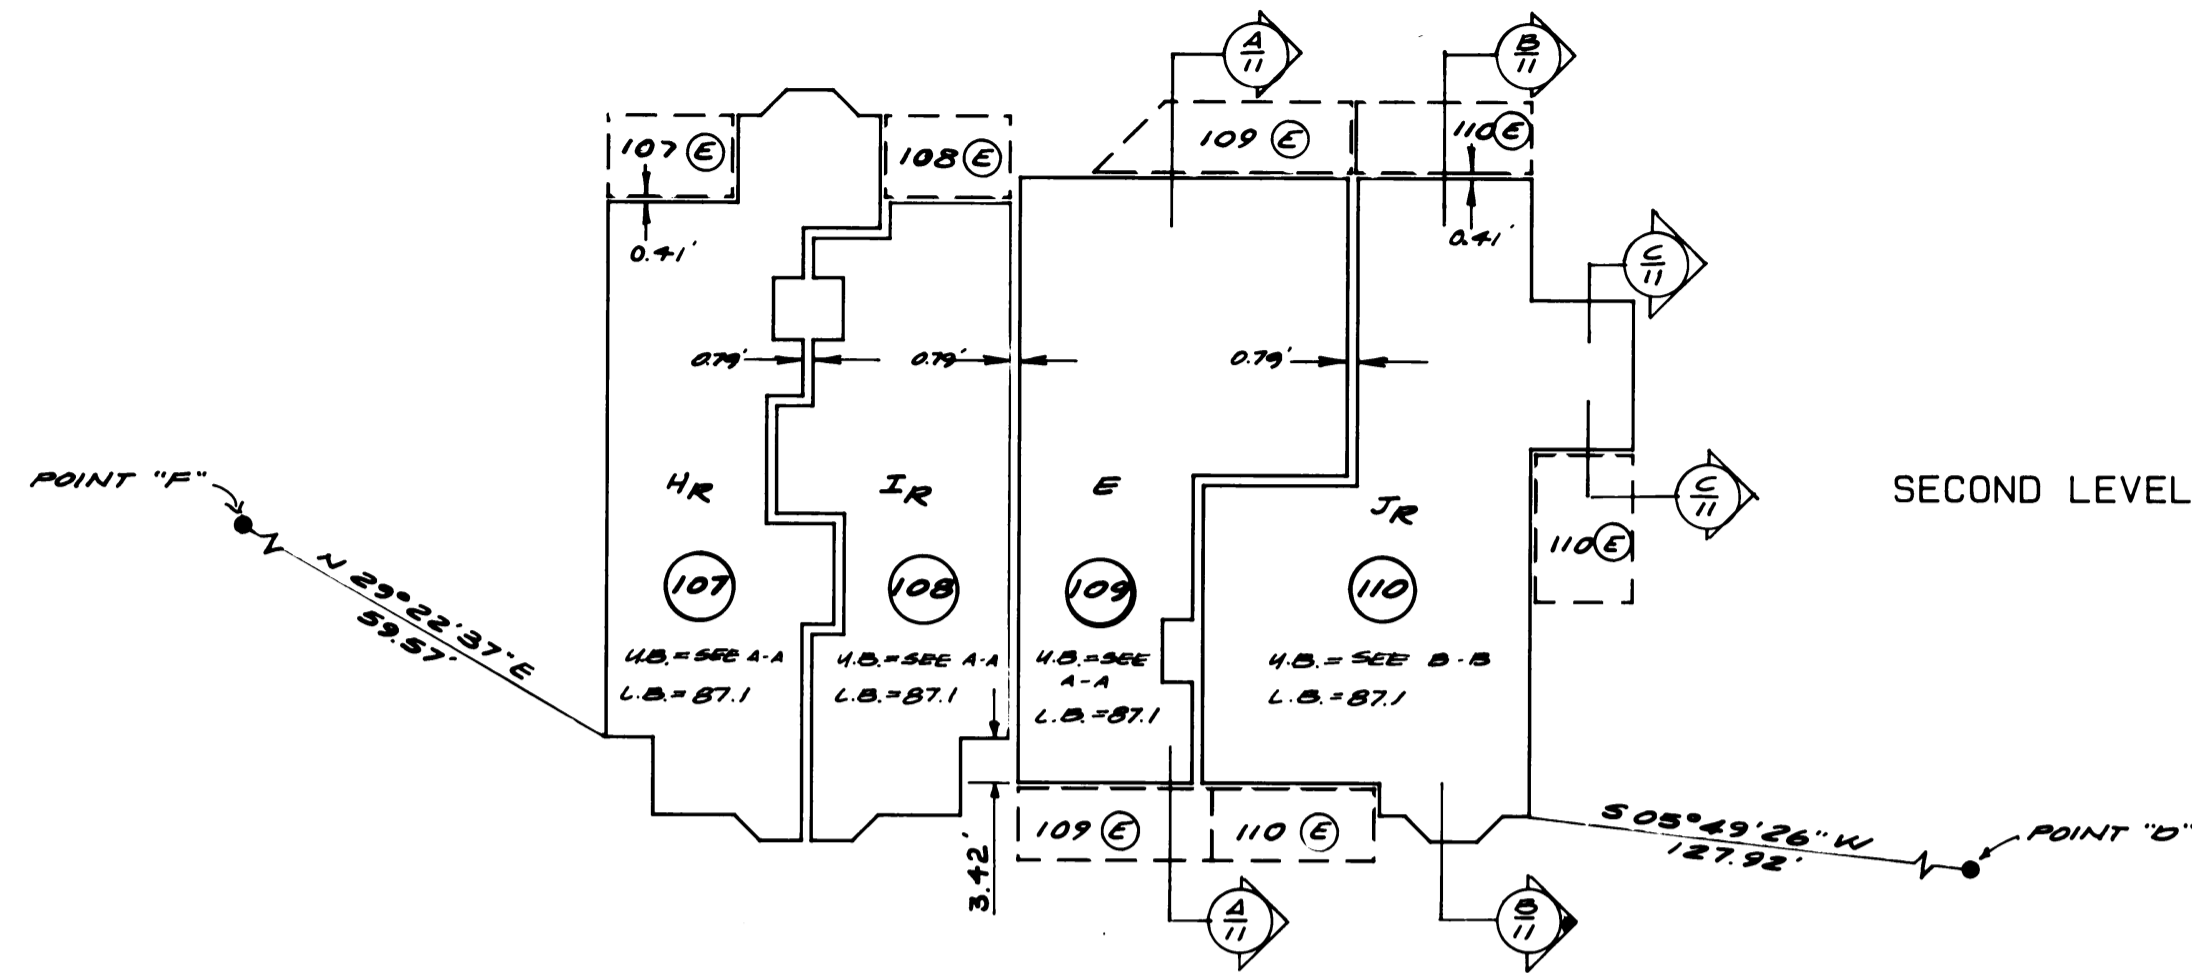 A
11
B
11
107 E
108 E
109 E
110 E
0.41'
0.41'
C
11
0.79'
0.79'
0.79'
POINT "F"
HR
IR
E
JR
C
11
SECOND LEVEL
110 E
N 29°22'37"E
59.57'
107
108
109
110
U.B.=SEE A-A
L.B.=87.1
U.B.=SEE A-A
L.B.=87.1
U.B.=SEE
A-A
L.B.=87.1
U.B.= SEE B-B
L.B.=87.1
3.42'
109 E
110 E
S 05°49'26" W
127.92'
POINT "D"
A
11
B
11